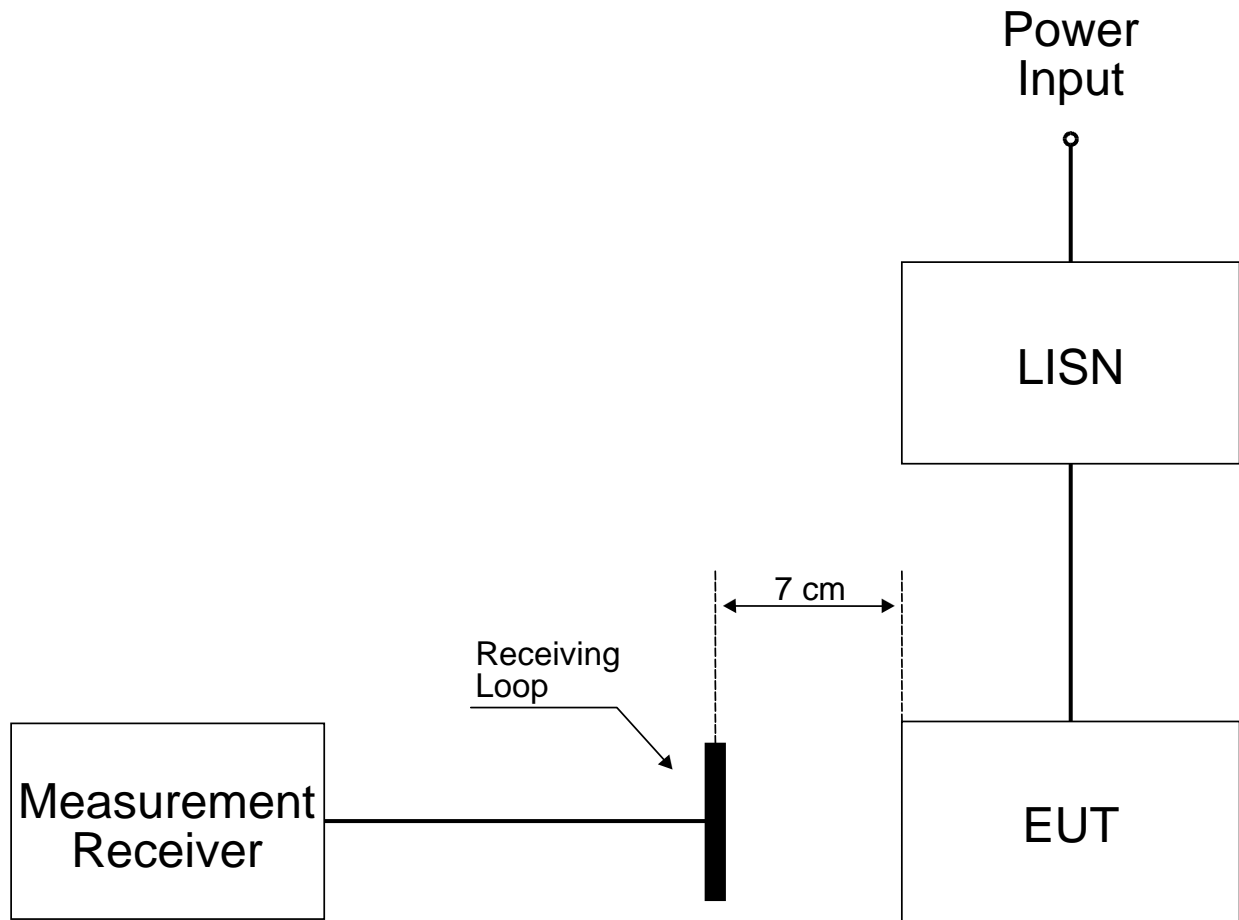 Power
Input
LISN
7 cm
Receiving
Loop
Measurement
Receiver
EUT